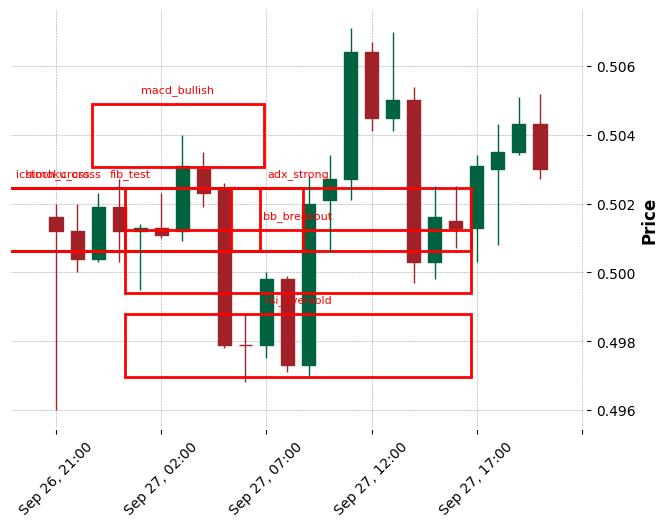 macd_bullish
stoch_cross
fib_test
adx_strong
bb_breakout
0.506
0.504
0.502
0.500
0.498
0.496
Price
Sep 26, 21:00
Sep 27, 02:00
Sep 27, 07:00
Sep 27, 12:00
Sep 27, 17:00